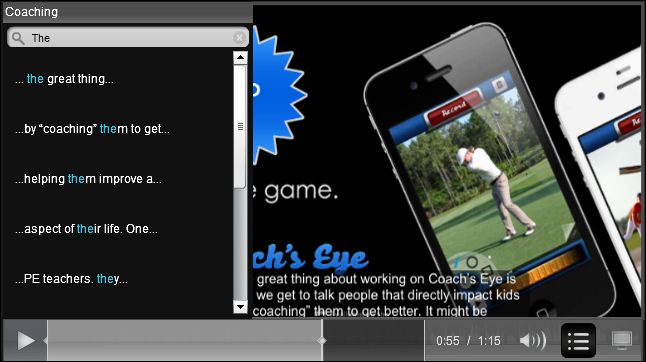 Coaching
The
... the great thing...
...by “coaching” them to get...
...helping them improve a...
...aspect of their life. One...
...PE teachers. they...
e game.
Record
ch's Eye
great thing about working on Coach's Eye is
we get to talk people that directly impact kids
coaching” them to get better. It might be
0:55 / 1:15